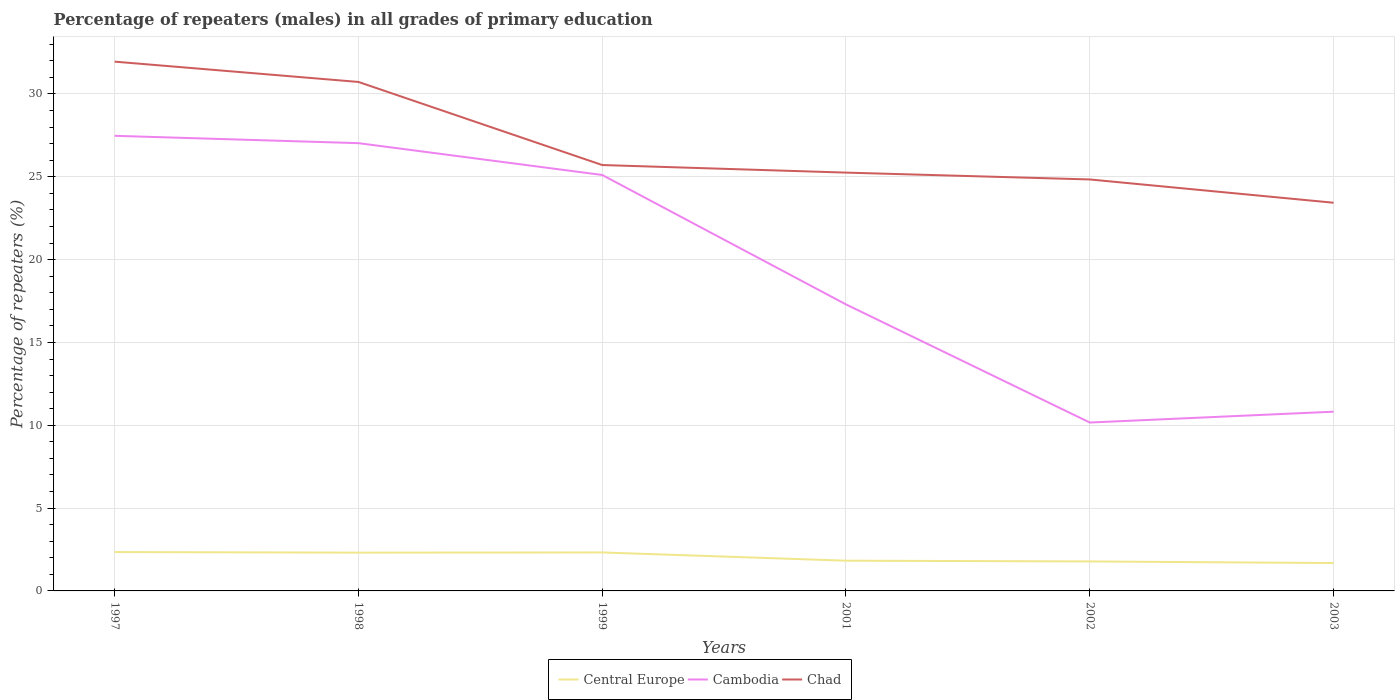 Percentage of repeaters (males) in all grades of primary education
Percentage of repeaters (%)
30
25
20
15
10
5
0
1997
1998
1999
2001
2002
2003
Years
Central Europe
Cambodia
Chad